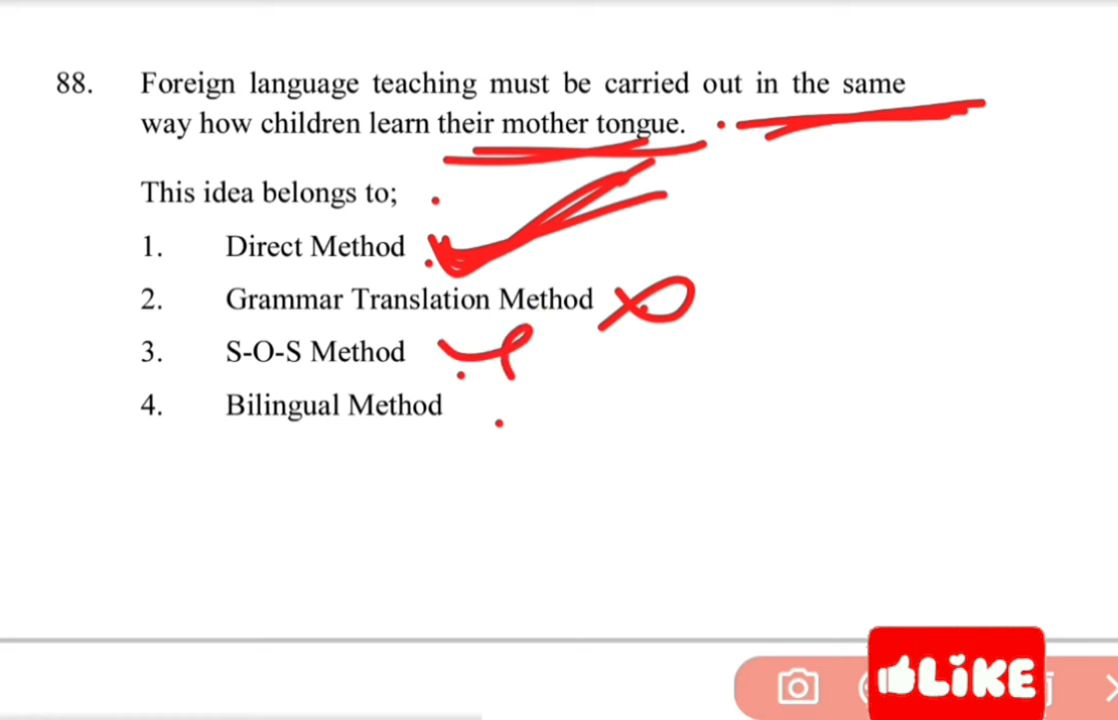 88. Foreign language teaching must be carried out in the same
way how children learn their mother tongue.
This idea belongs to;
1. Direct Method
2. Grammar Translation Method
3. S-O-S Method
4. Bilingual Method
LiKE